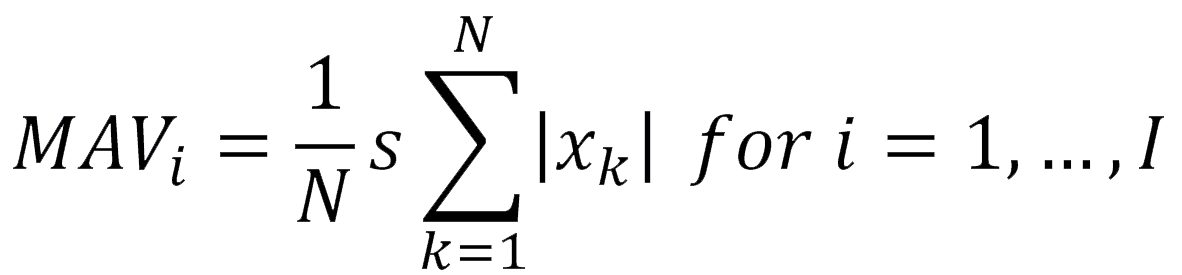 MAV_i = \frac{1}{N} s \sum_{k=1}^{N} |x_k| for i = 1, ... , I